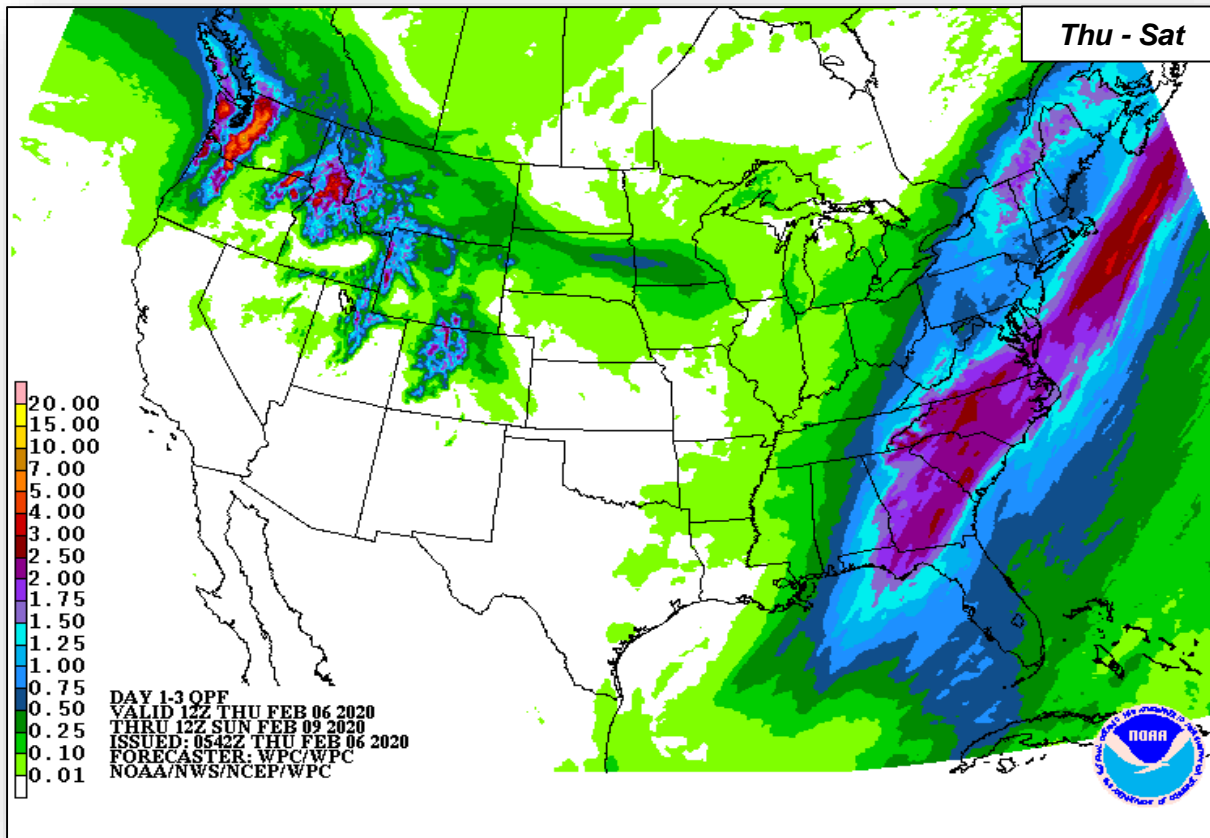 Thu - Sat
20.00
15.00
10.00
7.00
5.00
4.00
3.00
2.50
2.00
1.75
1.50
1.25
1.00
0.75
0.50
0.25
0.10
0.01
DAY 1-3 QPF
VALID 12Z THU FEB 06 2020
THRU 12Z SUN FEB 09 2020
ISSUED: 0542Z THU FEB 06 2020
FORECASTER: WPC/WPC
NOAA/NWS/NCEP/WPC
NOAA